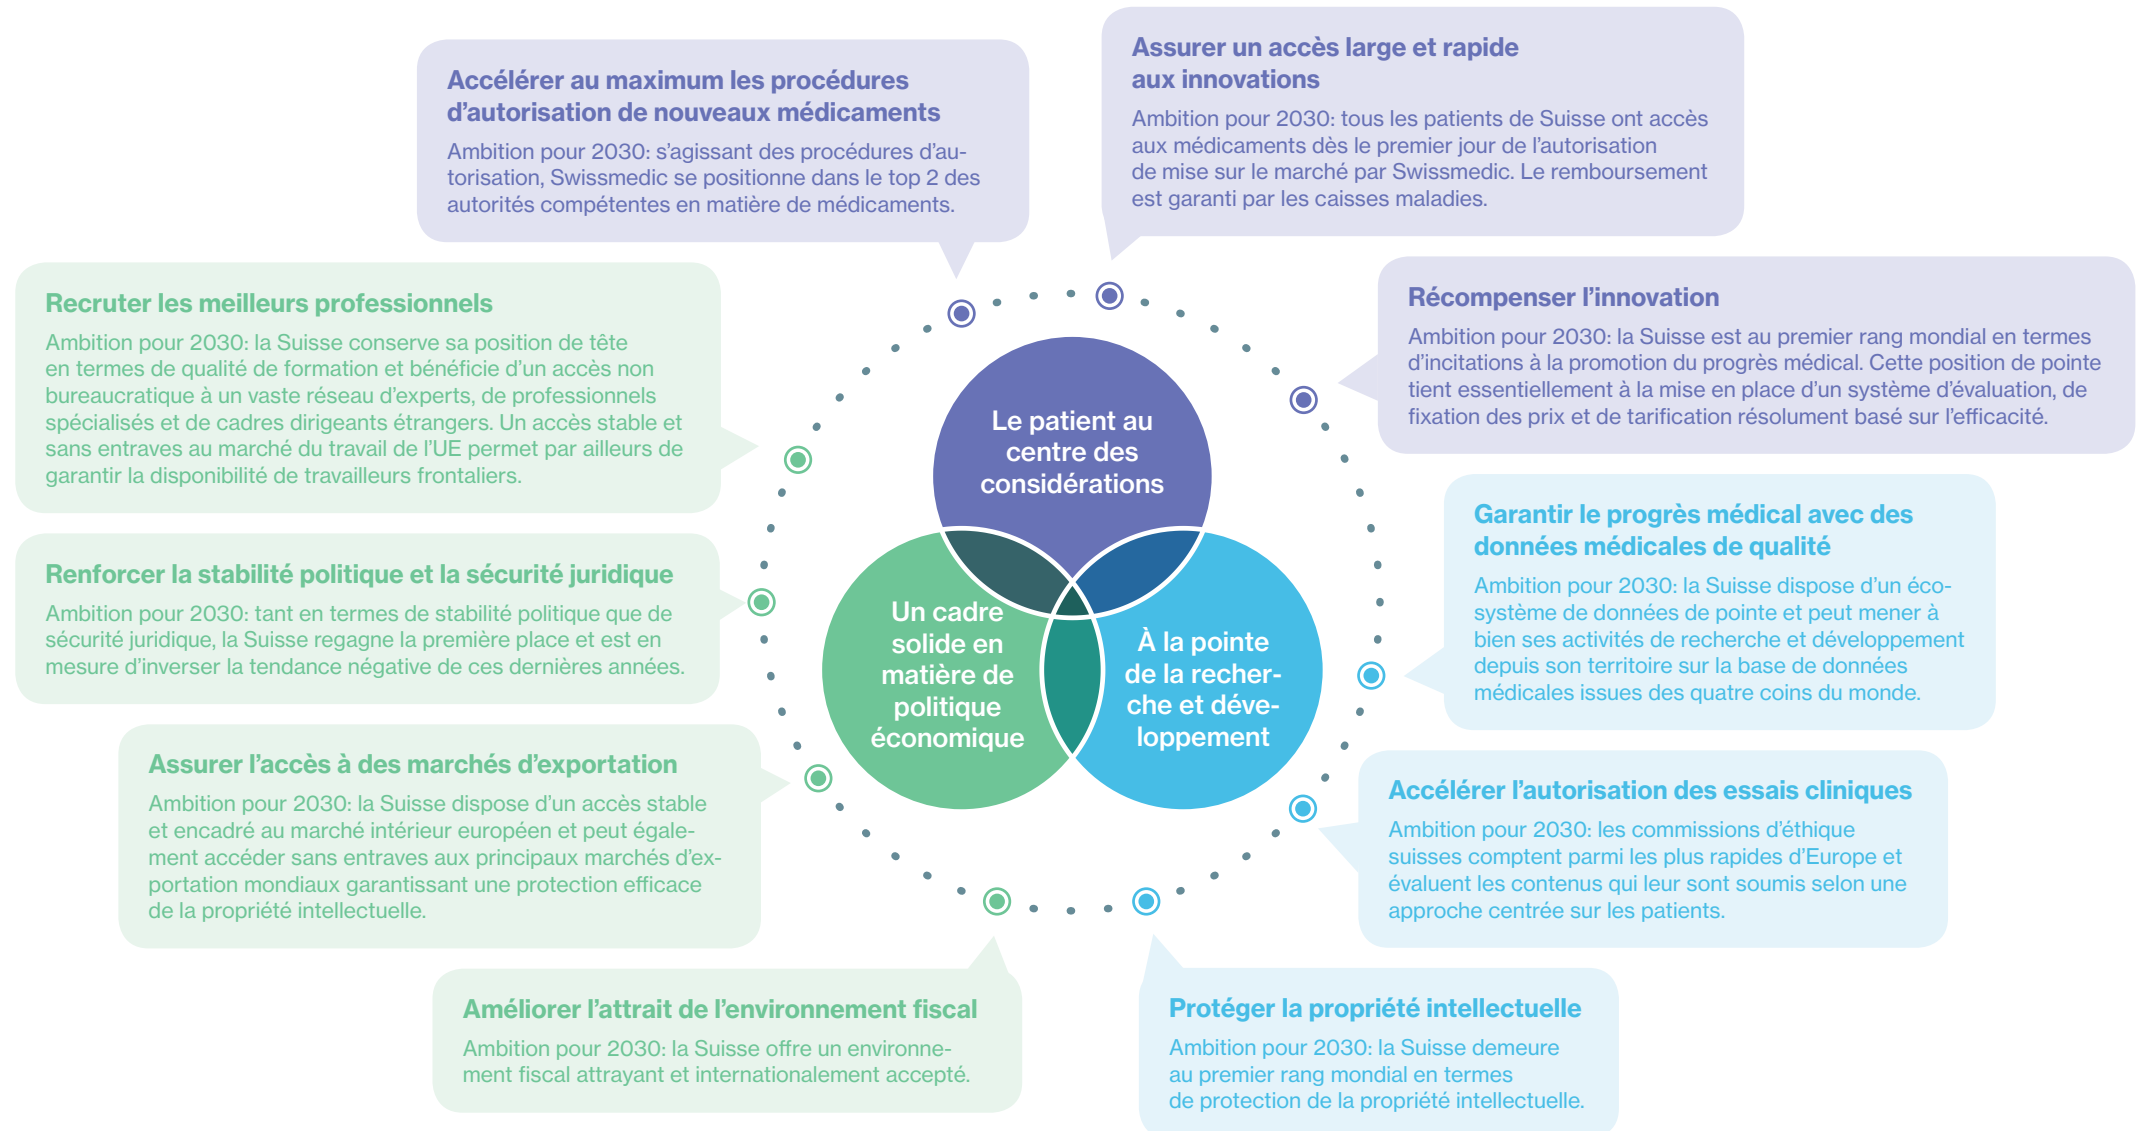 Accélérer au maximum les procédures
d’autorisation de nouveaux médicaments
Ambition pour 2030: s’agissant des procédures d’au-
torisation, Swissmedic se positionne dans le top 2 des
autorités compétentes en matière de médicaments.
Assurer un accès large et rapide
aux innovations
Ambition pour 2030: tous les patients de Suisse ont accès
aux médicaments dès le premier jour de l’autorisation
de mise sur le marché par Swissmedic. Le remboursement
est garanti par les caisses maladies.
Récompenser l’innovation
Ambition pour 2030: la Suisse est au premier rang mondial en termes
d’incitations à la promotion du progrès médical. Cette position de pointe
tient essentiellement à la mise en place d’un système d’évaluation, de
fixation des prix et de tarification résolument basé sur l’efficacité.
Recruter les meilleurs professionnels
Ambition pour 2030: la Suisse conserve sa position de tête
en termes de qualité de formation et bénéficie d’un accès non
bureaucratique à un vaste réseau d’experts, de professionnels
spécialisés et de cadres dirigeants étrangers. Un accès stable et
sans entraves au marché du travail de l’UE permet par ailleurs de
garantir la disponibilité de travailleurs frontaliers.
Le patient au
centre des
considérations
Garantir le progrès médical avec des
données médicales de qualité
Ambition pour 2030: la Suisse dispose d’un éco-
système de données de pointe et peut mener à
bien ses activités de recherche et développement
depuis son territoire sur la base de données
médicales issues des quatre coins du monde.
Renforcer la stabilité politique et la sécurité juridique
Ambition pour 2030: tant en termes de stabilité politique que de
sécurité juridique, la Suisse regagne la première place et est en
mesure d’inverser la tendance négative de ces dernières années.
Un cadre
solide en
matière de
politique
économique
À la pointe
de la recher-
che et déve-
loppement
Assurer l’accès à des marchés d’exportation
Ambition pour 2030: la Suisse dispose d’un accès stable
et encadré au marché intérieur européen et peut égale-
ment accéder sans entraves aux principaux marchés d’ex-
portation mondiaux garantissant une protection efficace
de la propriété intellectuelle.
Accélérer l’autorisation des essais cliniques
Ambition pour 2030: les commissions d’éthique
suisses comptent parmi les plus rapides d’Europe et
évaluent les contenus qui leur sont soumis selon une
approche centrée sur les patients.
Améliorer l’attrait de l’environnement fiscal
Ambition pour 2030: la Suisse offre un environne-
ment fiscal attrayant et internationalement accepté.
Protéger la propriété intellectuelle
Ambition pour 2030: la Suisse demeure
au premier rang mondial en termes
de protection de la propriété intellectuelle.